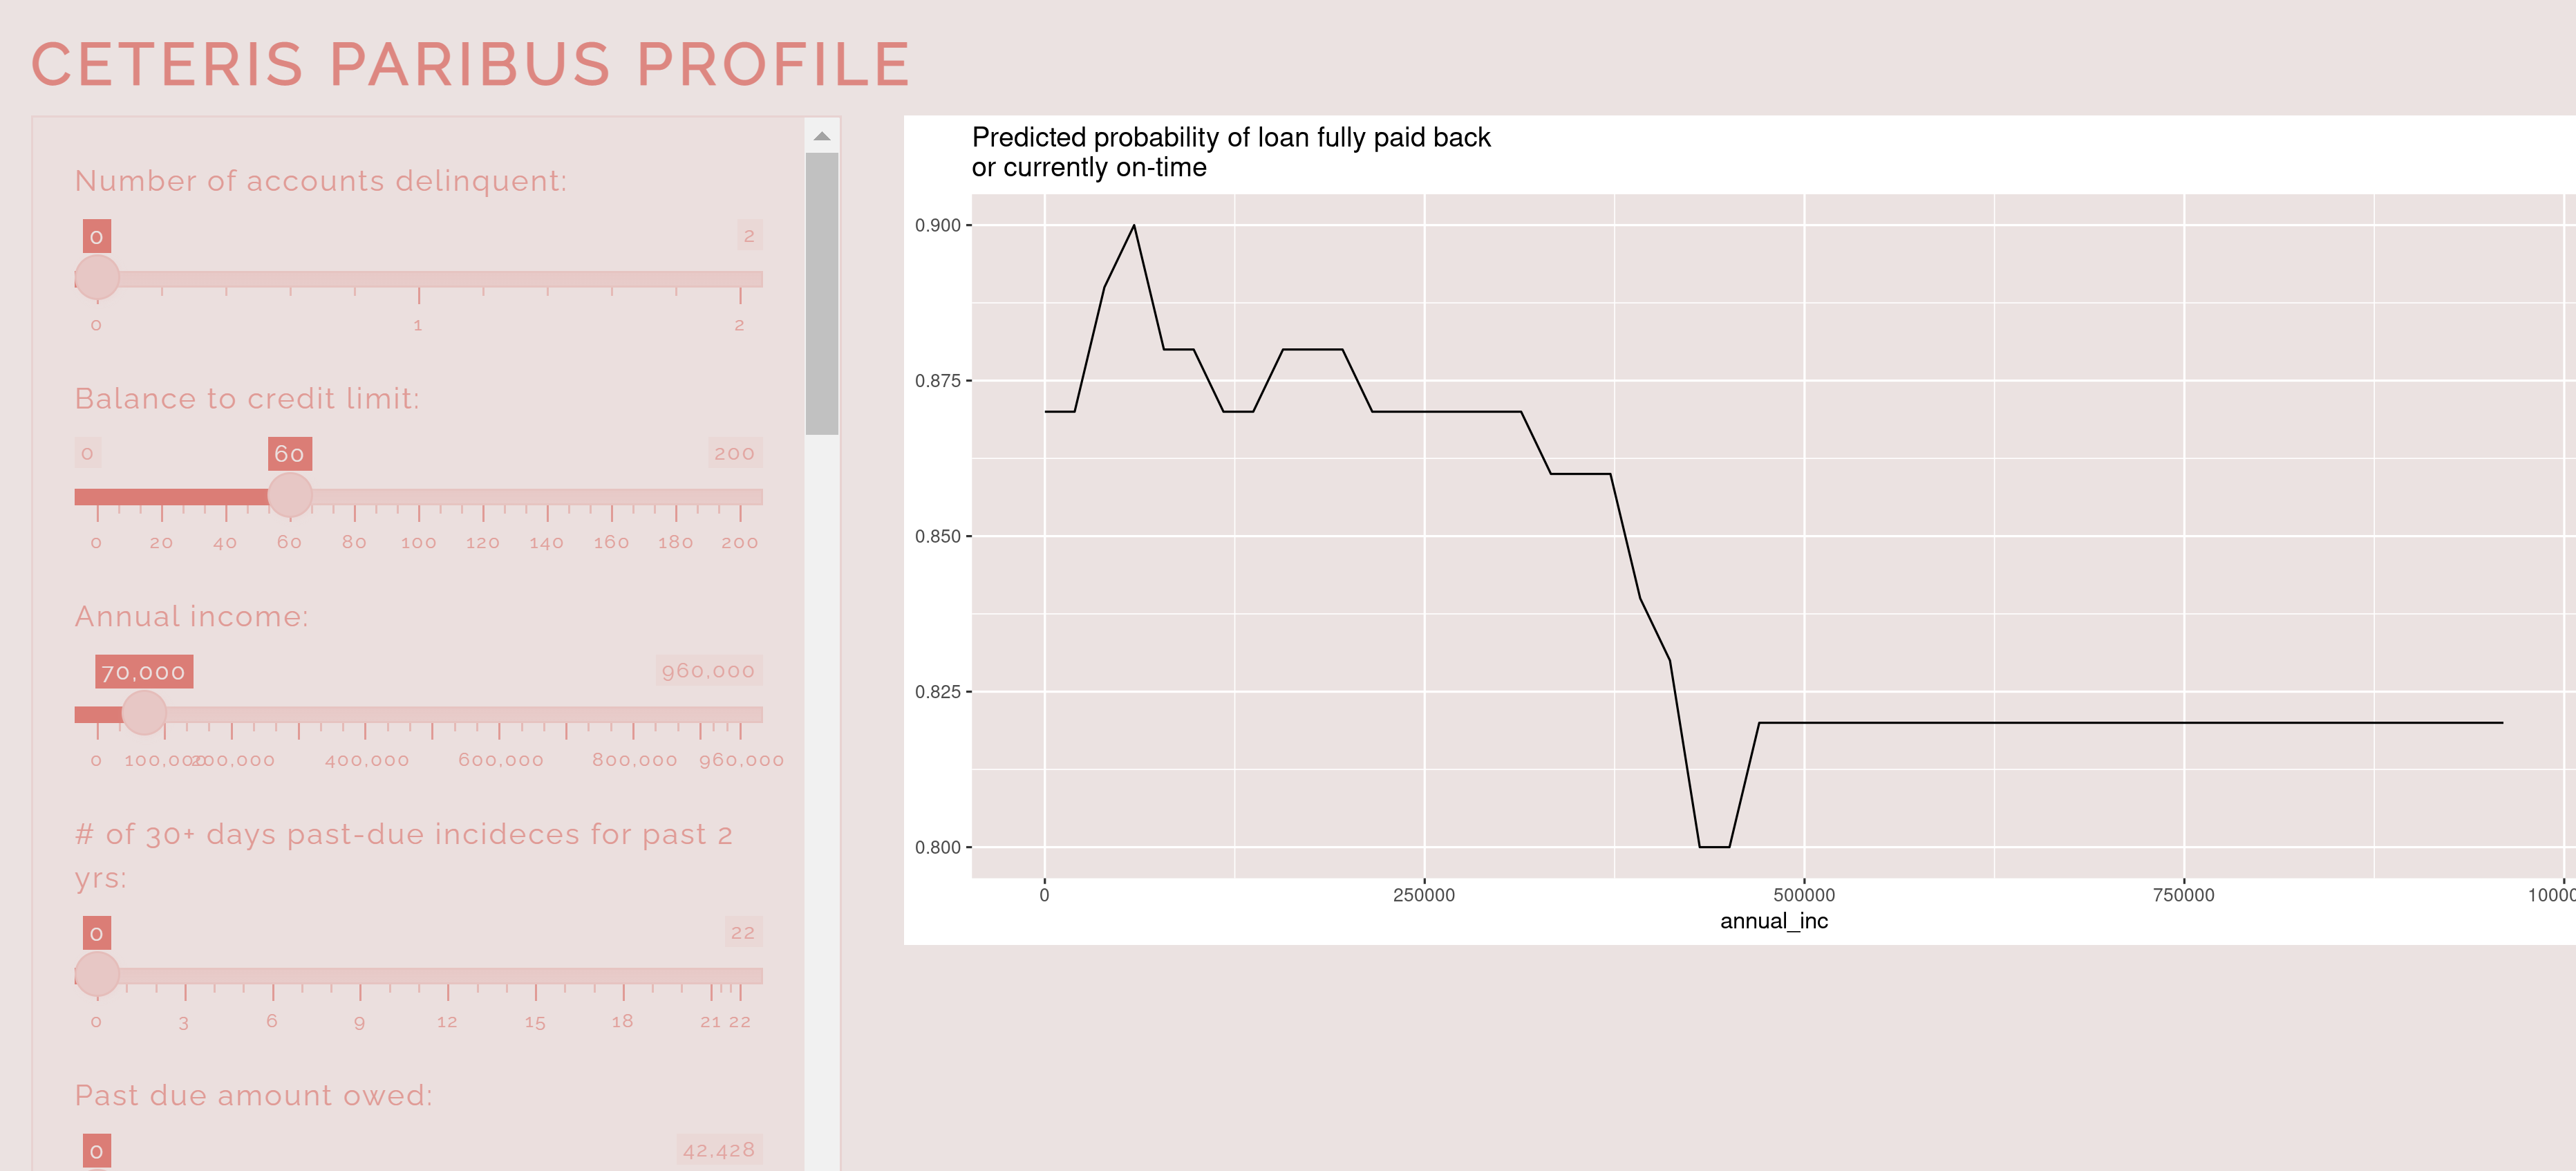 CETERIS PARIBUS PROFILE
Number of accounts delinquent:
0 2
0 1 2
Balance to credit limit:
0 60 200
0 20 40 60 80 100 120 140 160 180 200
Annual income:
70,000 960,000
0 100,000 200,000 400,000 600,000 800,000 960,000
# of 30+ days past-due incideces for past 2
yrs:
0 22
0 3 6 9 12 15 18 21 22
Past due amount owed:
0 42,428
Predicted probability of loan fully paid back
or currently on-time
0.900
0.875
0.850
0.825
0.800
0 250000 500000 750000 10000
annual_inc